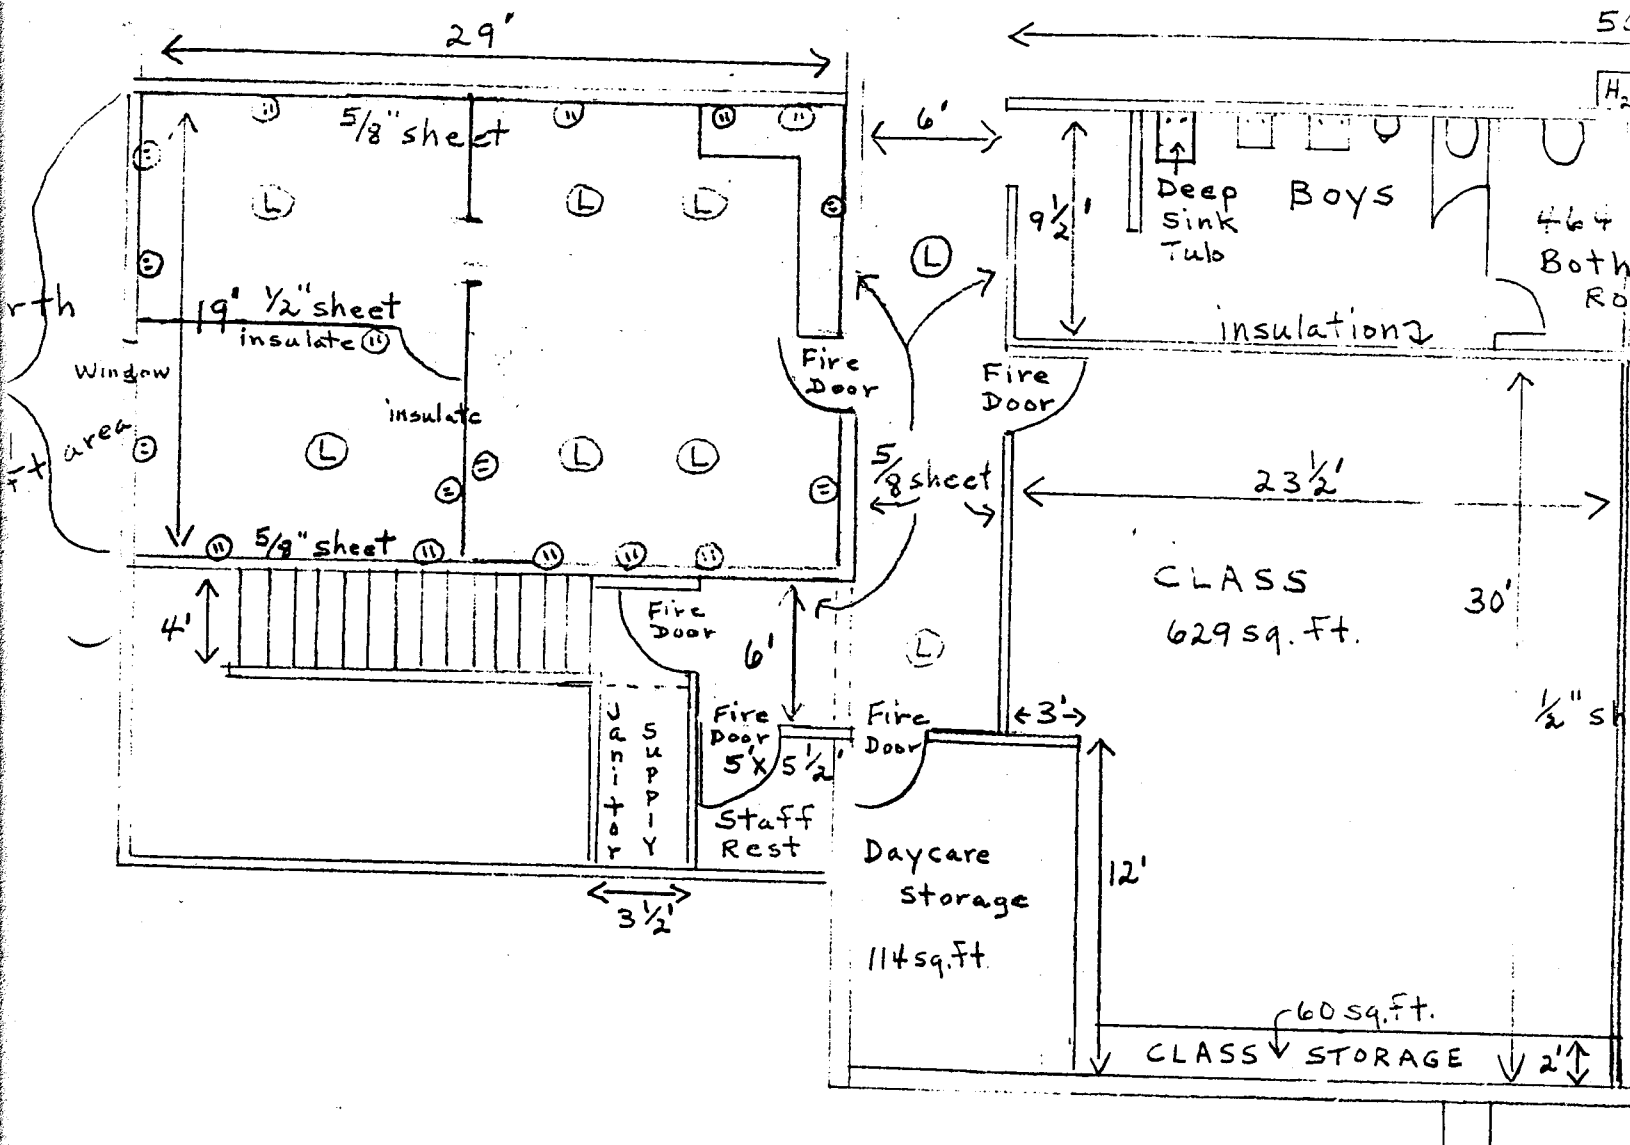 29'
5/8" sheet
L
L
L
6'
L
9 1/2'
Deep
Sink
Tub
Boys
464
Both
Ro
H2
19'
1/2" sheet
insulate
insulation
Window
area
insulate
Fire
Door
Fire
Door
L
L
L
5/8 sheet
23 1/2'
5/8" sheet
CLASS
629 sq. ft.
30'
4'
Fire
Door
6'
L
Janitor
Supply
Fire
Door
5' x 5 1/2'
Staff
Rest
Fire
Door
3'
1/2" sh
Daycare
Storage
114 sq. ft
12'
3 1/2'
60 sq. ft.
CLASS STORAGE
2'